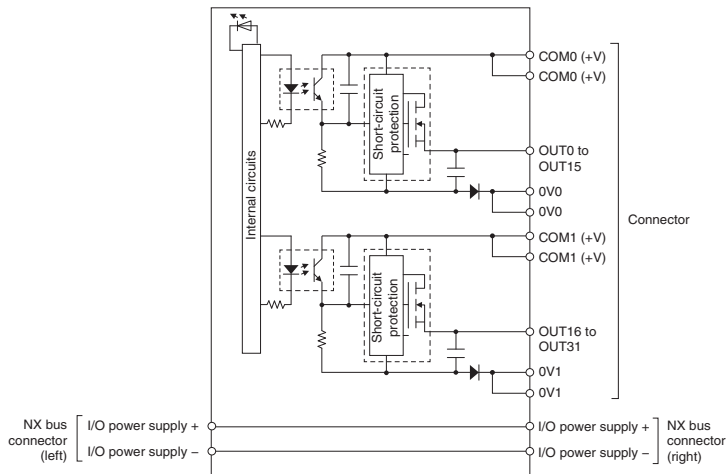 COM0 (+V)
COM0 (+V)
Internal circuits
Short-circuit
protection
OUT0 to
OUT15
0V0
0V0
Connector
COM1 (+V)
COM1 (+V)
Short-circuit
protection
OUT16 to
OUT31
0V1
0V1
NX bus
connector
(left)
I/O power supply +
I/O power supply –
I/O power supply +
I/O power supply –
NX bus
connector
(right)